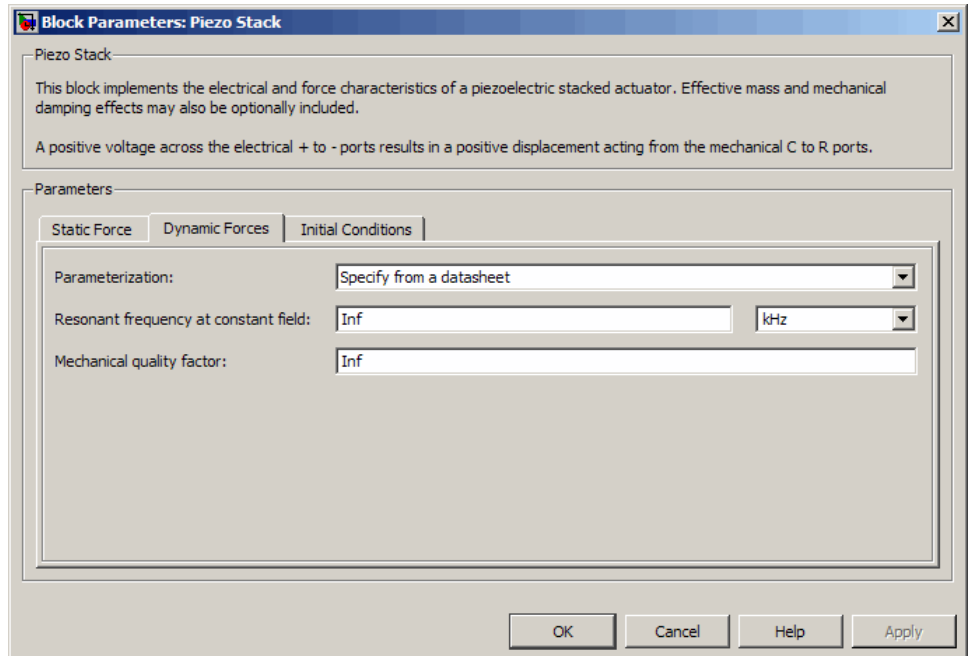 Block Parameters: Piezo Stack
Piezo Stack
This block implements the electrical and force characteristics of a piezoelectric stacked actuator. Effective mass and mechanical
damping effects may also be optionally included.
A positive voltage across the electrical + to - ports results in a positive displacement acting from the mechanical C to R ports.
Parameters
Static Force Dynamic Forces Initial Conditions
Parameterization: Specify from a datasheet
Resonant frequency at constant field: Inf kHz
Mechanical quality factor: Inf
OK Cancel Help Apply